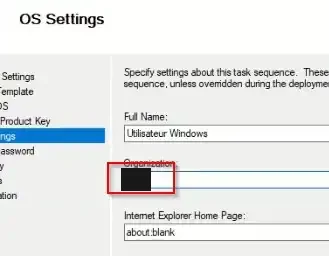 OS Settings
Settings
Template
OS
Product Key
ngs
assword
y
s
ation
Specify settings about this task sequence. These
sequence, unless overridden during the deployme
Full Name:
Utilisateur Windows
Organization:
Internet Explorer Home Page:
about:blank